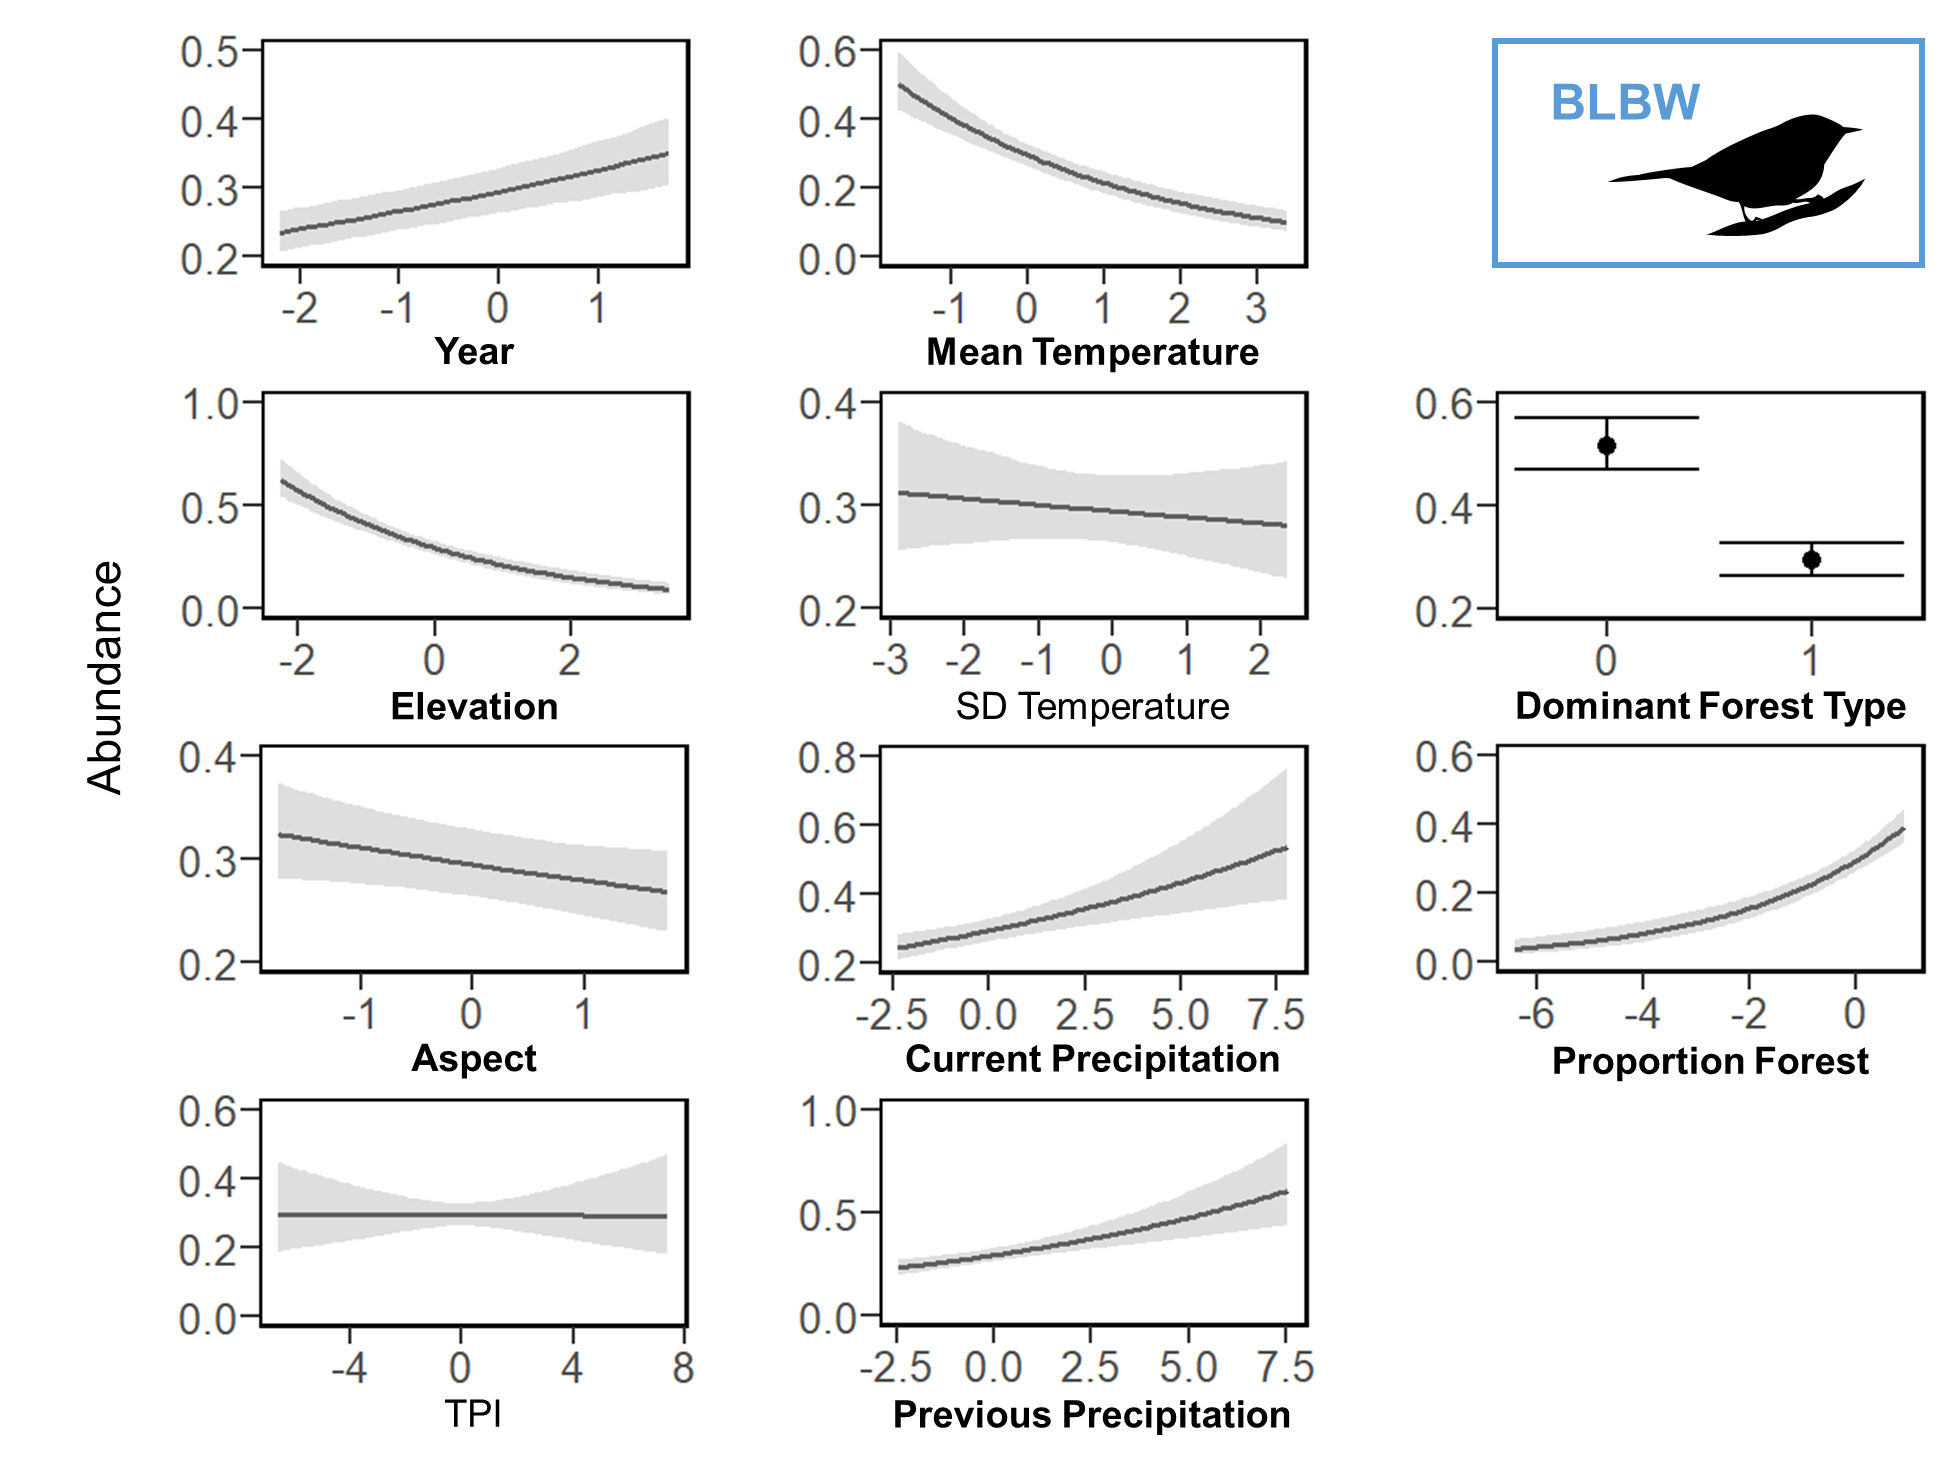 0.5
0.4
0.3
0.2
-2 -1 0 1
Year
0.6
0.4
0.2
0.0
-1 0 1 2 3
Mean Temperature
BLBW
Abundance
1.0
0.5
0.0
-2 0 2
Elevation
0.4
0.3
0.2
-3 -2 -1 0 1 2
SD Temperature
0.6
0.4
0.2
0 1
Dominant Forest Type
0.4
0.3
0.2
-1 0 1
Aspect
0.8
0.6
0.4
0.2
-2.5 0.0 2.5 5.0 7.5
Current Precipitation
0.6
0.4
0.2
0.0
-6 -4 -2 0
Proportion Forest
0.6
0.4
0.2
0.0
-4 0 4 8
TPI
1.0
0.5
0.0
-2.5 0.0 2.5 5.0 7.5
Previous Precipitation